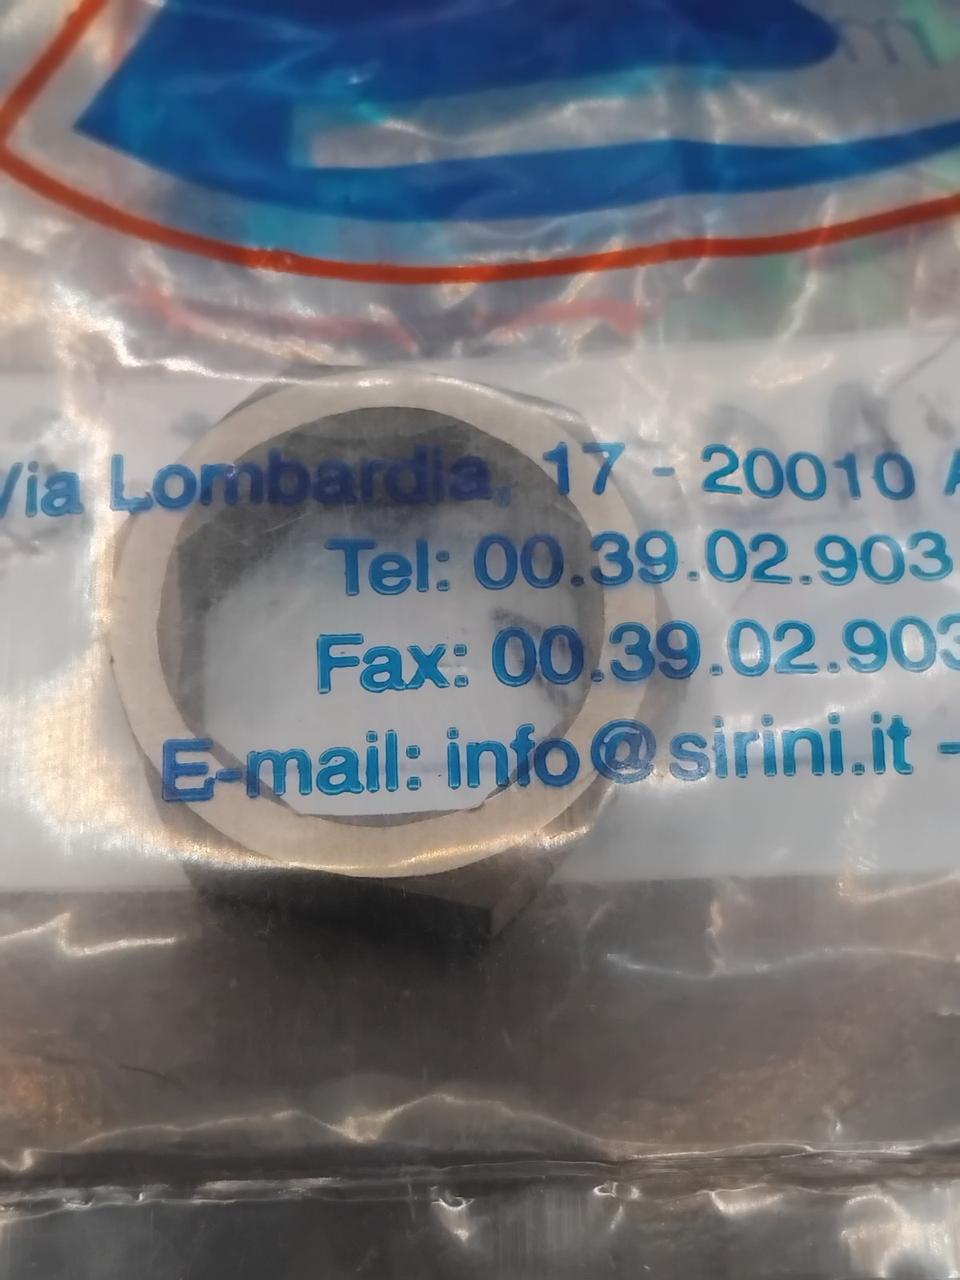 Via Lombardia, 17 - 20010 A
Tel: 00.39.02.903
Fax: 00.39.02.903
E-mail: info@sirini.it -